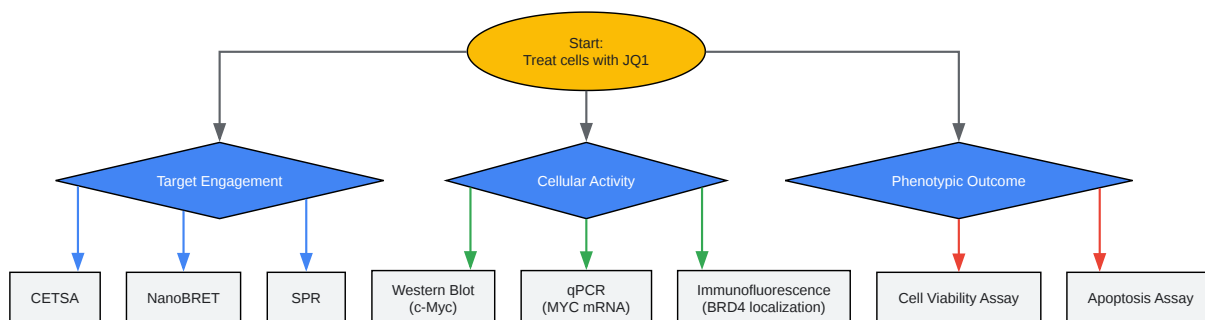 Start:
Treat cells with JQ1
Target Engagement
Cellular Activity
Phenotypic Outcome
CETSA
NanoBRET
SPR
Western Blot
(c-Myc)
qPCR
(MYC mRNA)
Immunofluorescence
(BRD4 localization)
Cell Viability Assay
Apoptosis Assay